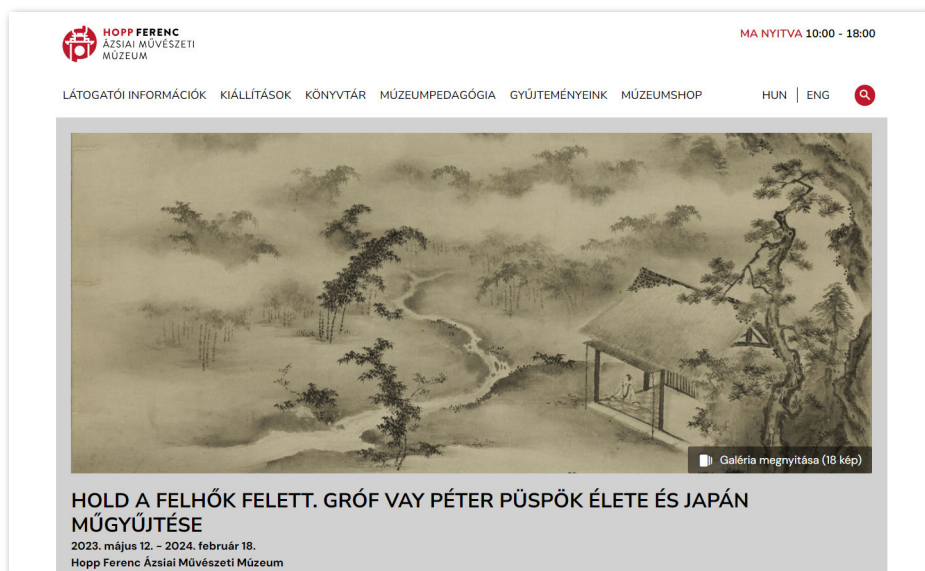 HOPP FERENC
ÁZSIAI MŰVÉSZETI
MÚZEUM
MA NYITVA 10:00 - 18:00
LÁTOGATÓI INFORMÁCIÓK KIÁLLÍTÁSOK KÖNYVTÁR MÚZEUMPEDAGÓGIA GYŰJTEMÉNYEINK MÚZEUMSHOP HUN | ENG
Galéria megnyitása (18 kép)
HOLD A FELHŐK FELETT. GRÓF VAY PÉTER PÜSPÖK ÉLETE ÉS JAPÁN
MŰGYŰJTÉSE
2023. május 12. - 2024. február 18.
Hopp Ferenc Ázsiai Művészeti Múzeum